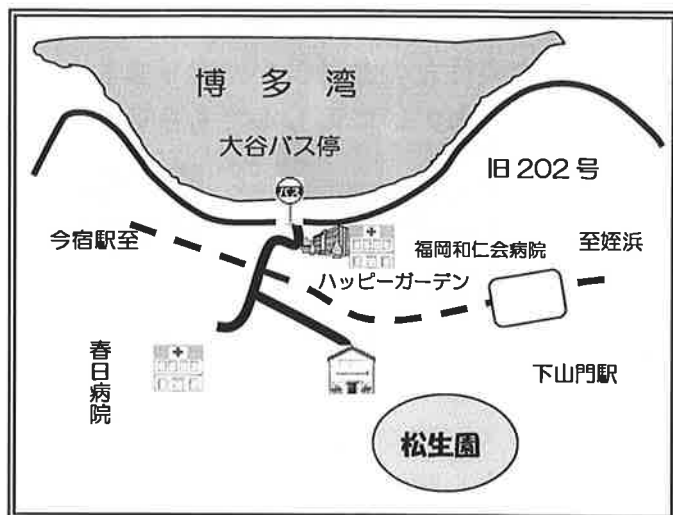 博多湾
大谷バス停
バス
旧202号
今宿駅至
福岡和仁会病院
至姪浜
ハッピーガーデン
春日病院
下山門駅
松生園